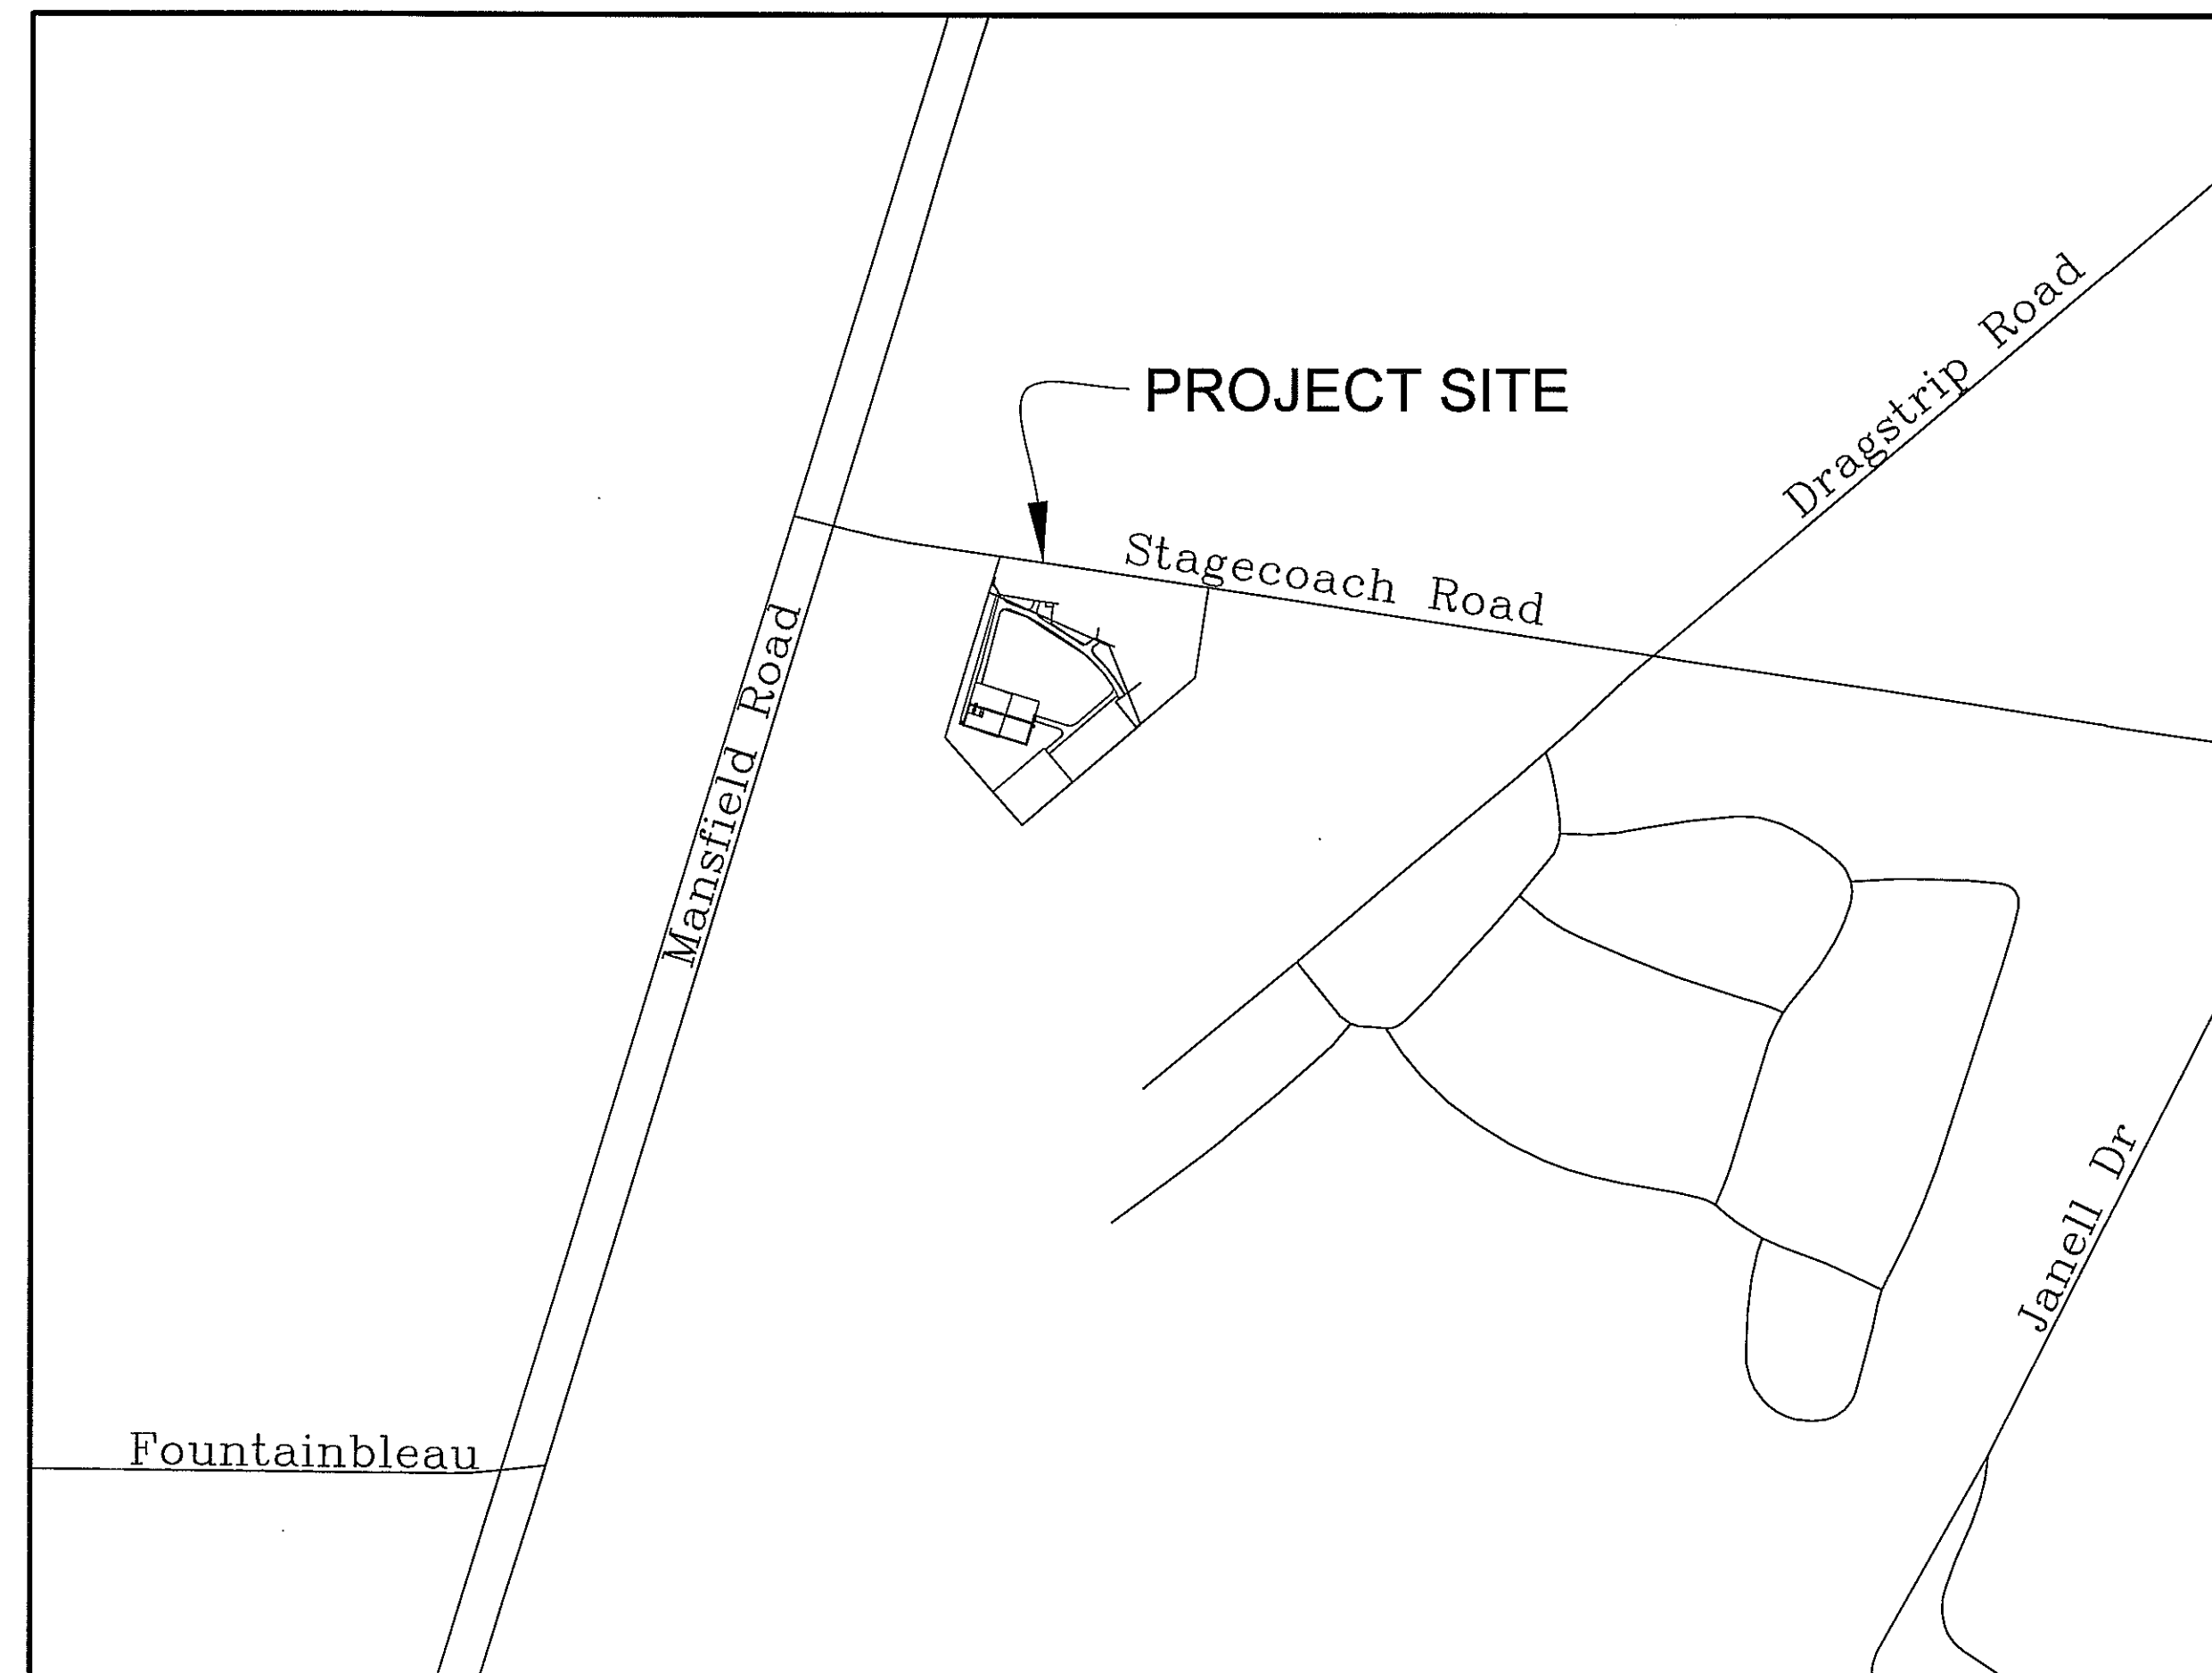 Dragstrip Road
PROJECT SITE
Stagecoach Road
Mansfield Road
Janell Dr
Fountainbleau